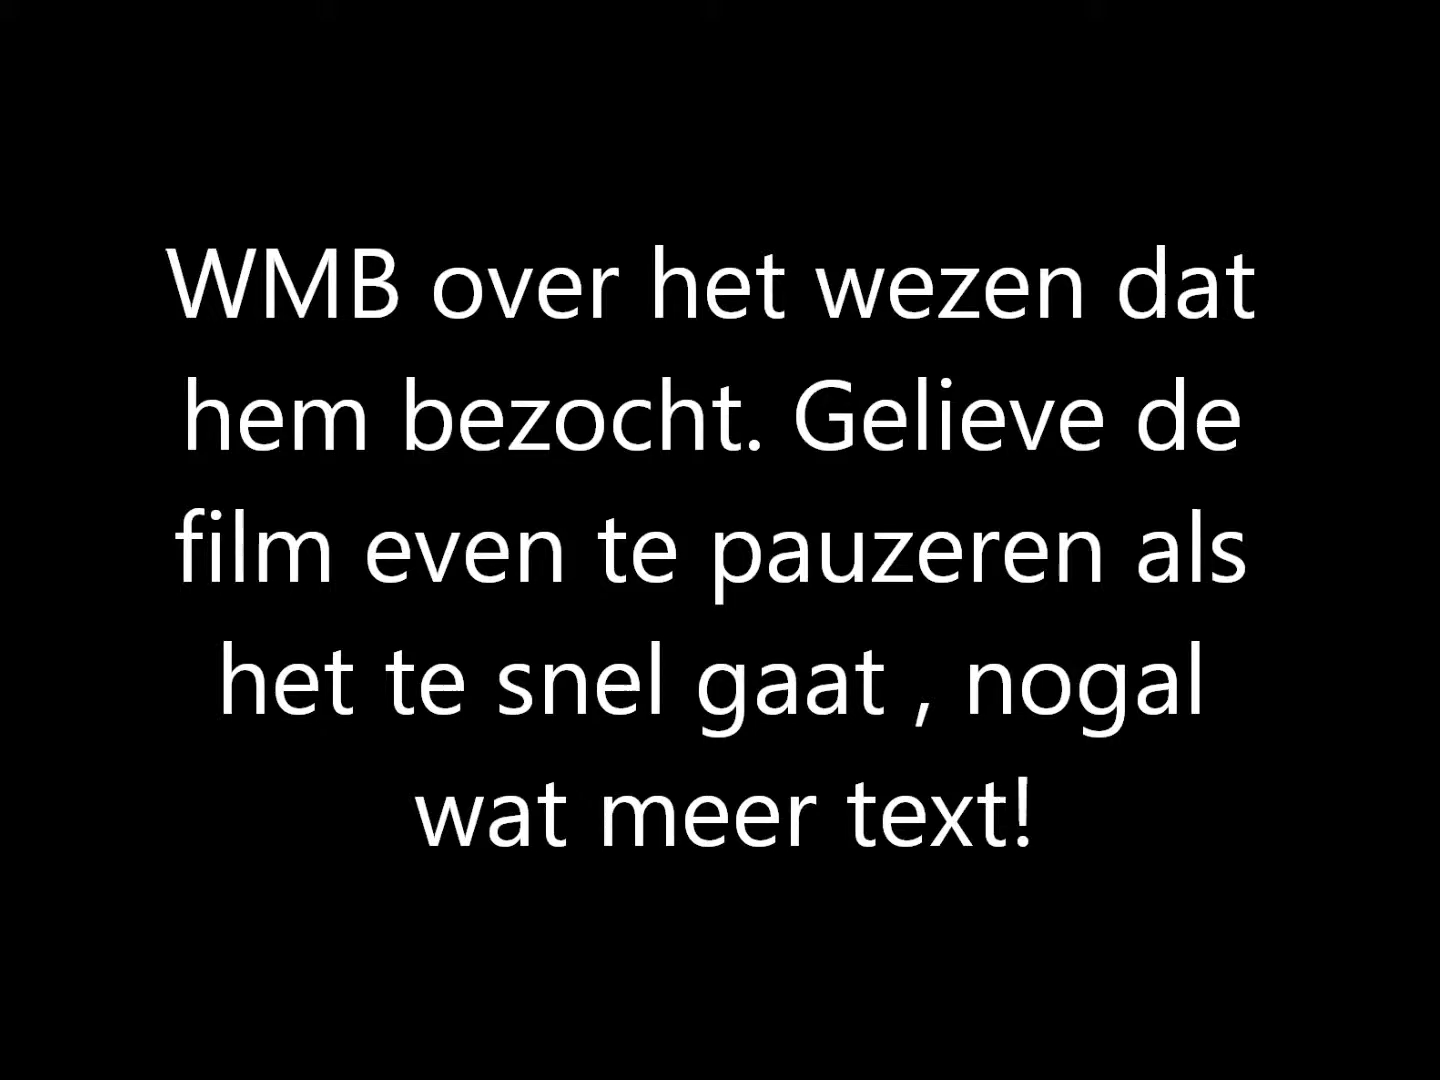 WMB over het wezen dat
hem bezocht. Gelieve de
film even te pauzeren als
het te snel gaat , nogal
wat meer text!